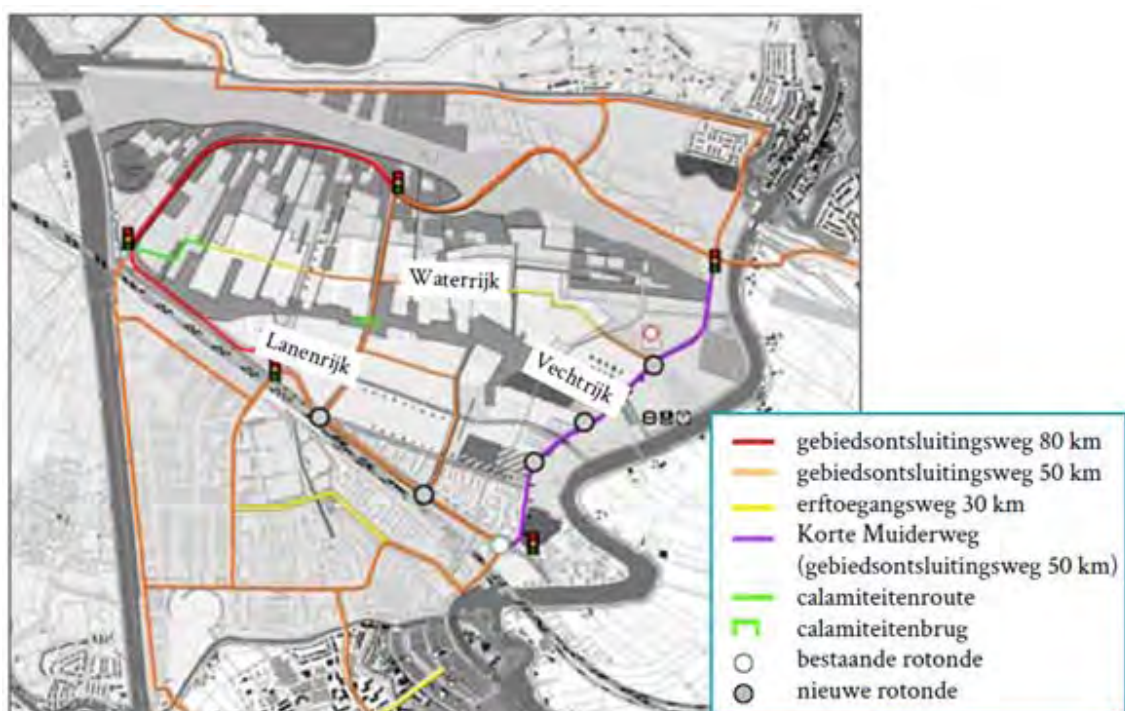 Waterrijk
Lanenrijk
Vechtrijk
gebiedsontsluitingsweg 80 km
gebiedsontsluitingsweg 50 km
erftoegangsweg 30 km
Korte Muiderweg
(gebiedsontsluitingsweg 50 km)
calamiteitenroute
calamiteitenbrug
bestaande rotonde
nieuwe rotonde